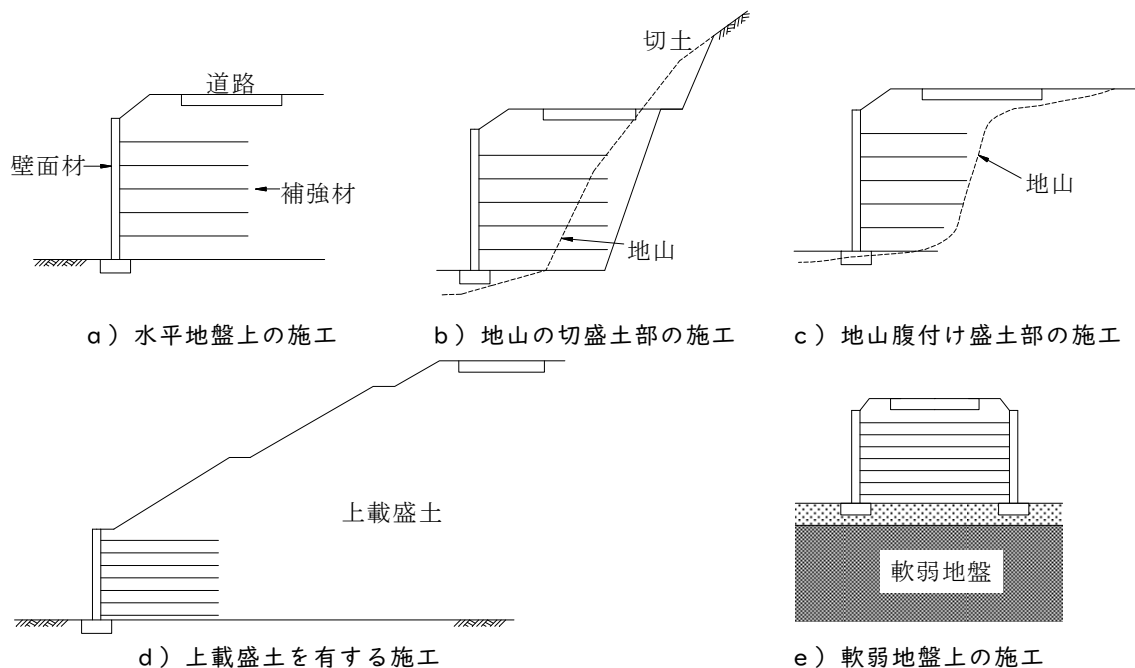 道路
壁面材
補強材
a）水平地盤上の施工
切土
地山
b）地山の切盛土部の施工
地山
c）地山腹付け盛土部の施工
上載盛土
d）上載盛土を有する施工
軟弱地盤
e）軟弱地盤上の施工